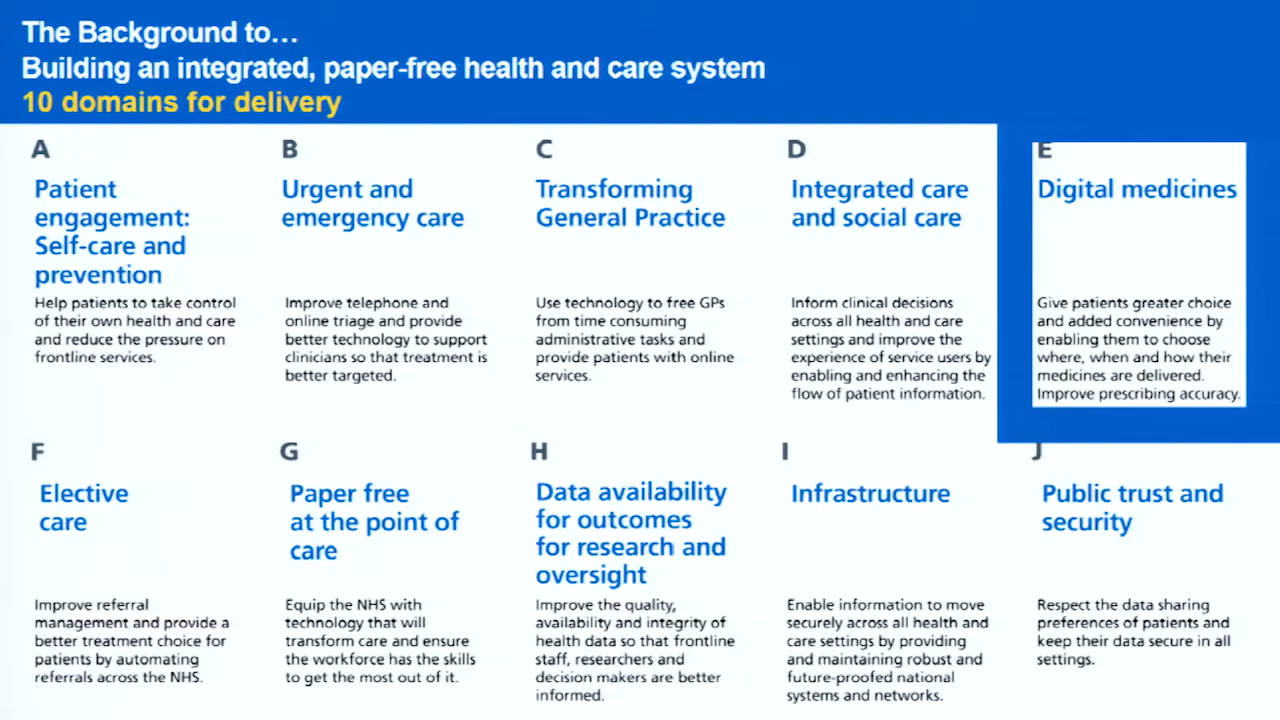 The Background to...
Building an integrated, paper-free health and care system
10 domains for delivery
A
Patient
engagement:
Self-care and
prevention
Help patients to take control
of their own health and care
and reduce the pressure on
frontline services.
B
Urgent and
emergency care
Improve telephone and
online triage and provide
better technology to support
clinicians so that treatment is
better targeted.
C
Transforming
General Practice
Use technology to free GPs
from time consuming
administrative tasks and
provide patients with online
services.
D
Integrated care
and social care
Inform clinical decisions
across all health and care
settings and improve the
experience of service users by
enabling and enhancing the
flow of patient information.
E
Digital medicines
Give patients greater choice
and added convenience by
enabling them to choose
where, when and how their
medicines are delivered.
Improve prescribing accuracy.
F
Elective
care
Improve referral
management and provide a
better treatment choice for
patients by automating
referrals across the NHS.
G
Paper free
at the point of
care
Equip the NHS with
technology that will
transform care and ensure
the workforce has the skills
to get the most out of it.
H
Data availability
for outcomes
for research and
oversight
Improve the quality,
availability and integrity of
health data so that frontline
staff, researchers and
decision makers are better
informed.
I
Infrastructure
Enable information to move
securely across all health and
care settings by providing
and maintaining robust and
future-proofed national
systems and networks.
J
Public trust and
security
Respect the data sharing
preferences of patients and
keep their data secure in all
settings.